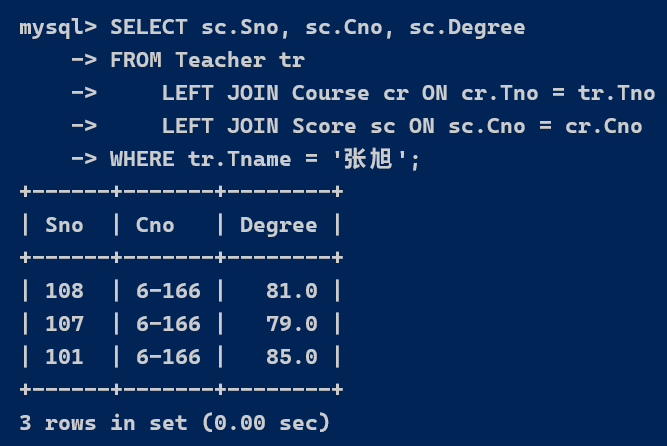 mysql> SELECT sc.Sno, sc.Cno, sc.Degree
    -> FROM Teacher tr
    ->     LEFT JOIN Course cr ON cr.Tno = tr.Tno
    ->     LEFT JOIN Score sc ON sc.Cno = cr.Cno
    -> WHERE tr.Tname = '张旭';
+------+-------+--------+
| Sno  | Cno   | Degree |
+------+-------+--------+
| 108  | 6-166 |   81.0 |
| 107  | 6-166 |   79.0 |
| 101  | 6-166 |   85.0 |
+------+-------+--------+
3 rows in set (0.00 sec)